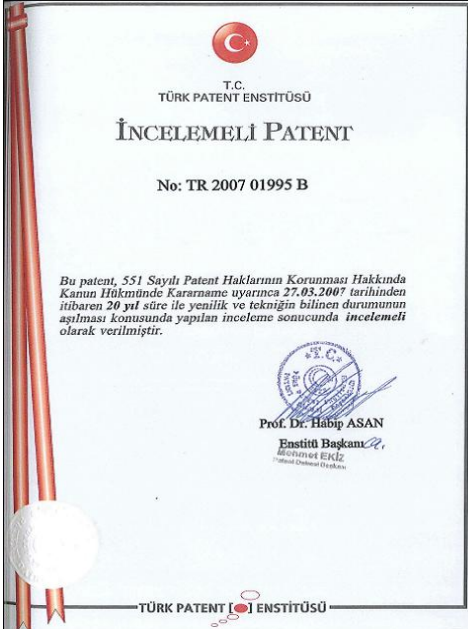 T.C.
TÜRK PATENT ENSTİTÜSÜ
İNCELEMELİ PATENT
No: TR 2007 01995 B
Bu patent, 551 Sayılı Patent Haklarının Korunması Hakkında
Kanun Hükmünde Kararname uyarınca 27.03.2007 tarihinden
itibaren 20 yıl süre ile yenilik ve tekniğin bilinen durumunun
aşılması konusunda yapılan inceleme sonucunda incelemeli
olarak verilmiştir.
T.C.
Prof. Dr. Habip ASAN
Enstitü Başkanı
Mehmet EKİZ
TÜRK PATENT ENSTİTÜSÜ